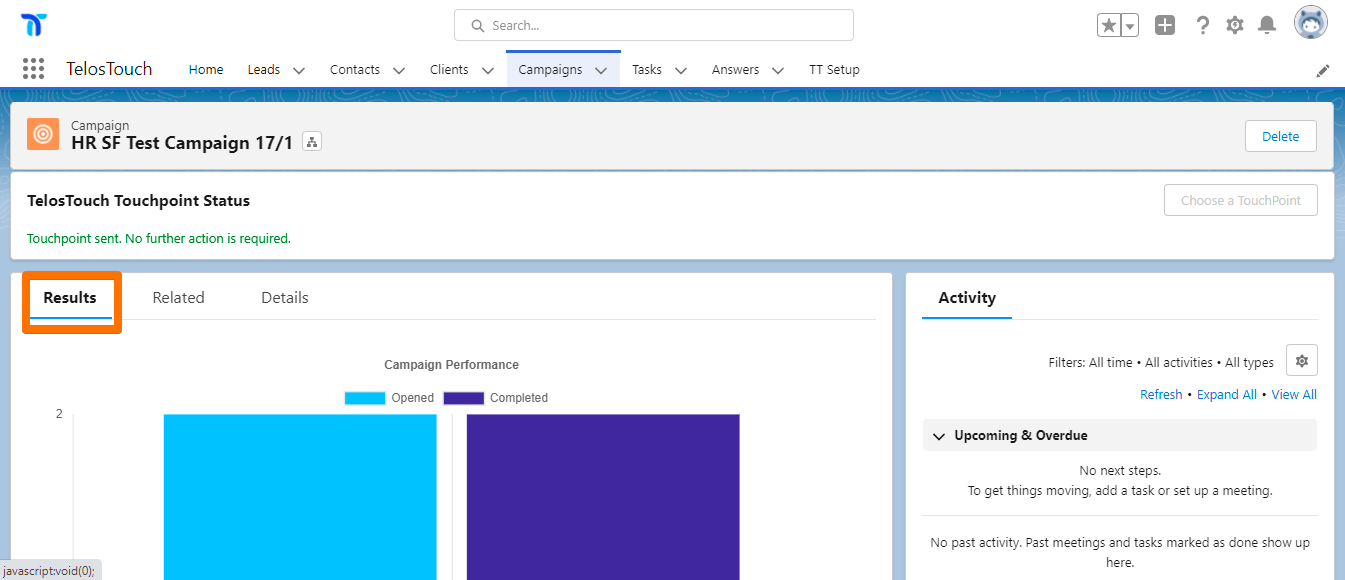 Search...
TelosTouch
Home
Leads
Contacts
Clients
Campaigns
Tasks
Answers
TT Setup
Campaign
HR SF Test Campaign 17/1
Delete
TelosTouch Touchpoint Status
Choose a TouchPoint
Touchpoint sent. No further action is required.
Results
Related
Details
Campaign Performance
Opened
Completed
2
Activity
Filters: All time • All activities • All types
Refresh • Expand All • View All
Upcoming & Overdue
No next steps.
To get things moving, add a task or set up a meeting.
No past activity. Past meetings and tasks marked as done show up
here.
javascript:void(0);